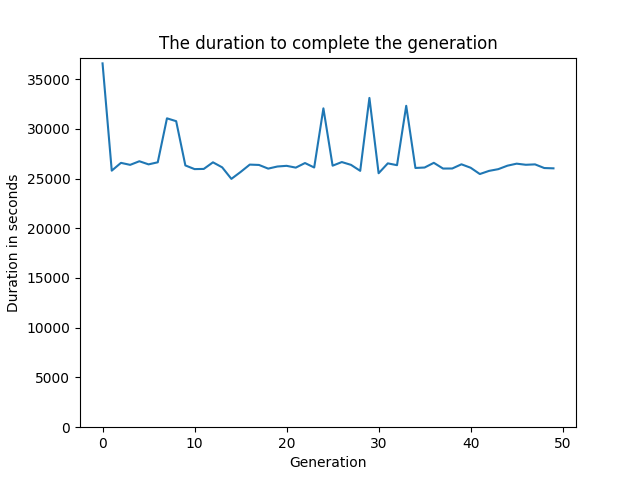 The duration to complete the generation
35000
30000
25000
20000
15000
10000
5000
0
Duration in seconds
0 10 20 30 40 50
Generation